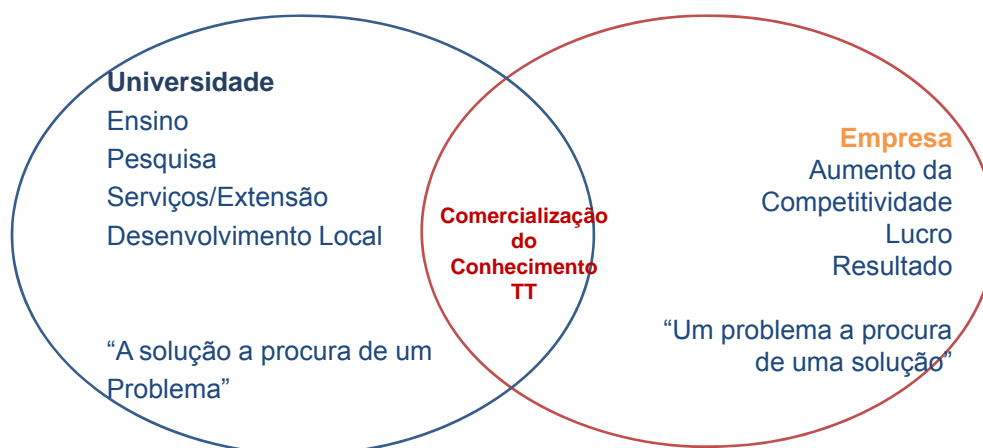 Universidade
Ensino
Pesquisa
Serviços/Extensão
Desenvolvimento Local
“A solução a procura de um
Problema”
Comercialização
do
Conhecimento
TT
Empresa
Aumento da
Competitividade
Lucro
Resultado
“Um problema a procura
de uma solução”